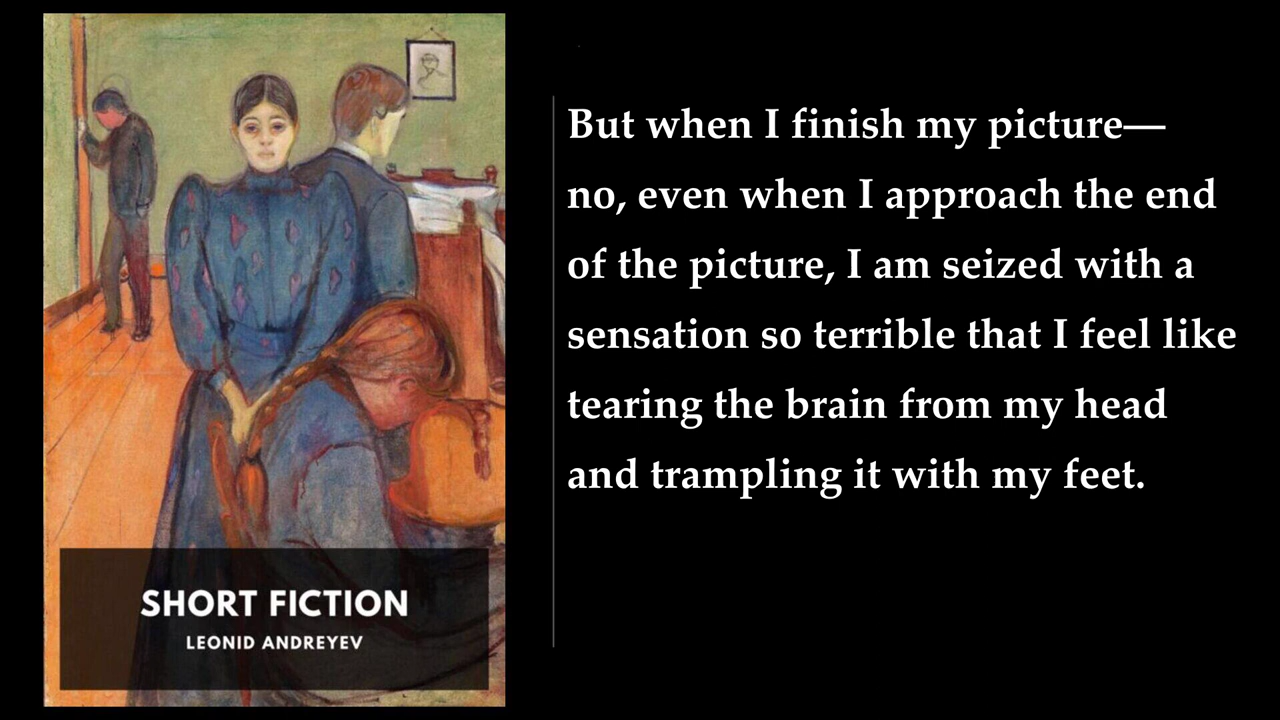 But when I finish my picture—
no, even when I approach the end
of the picture, I am seized with a
sensation so terrible that I feel like
tearing the brain from my head
and trampling it with my feet.
SHORT FICTION
LEONID ANDREYEV